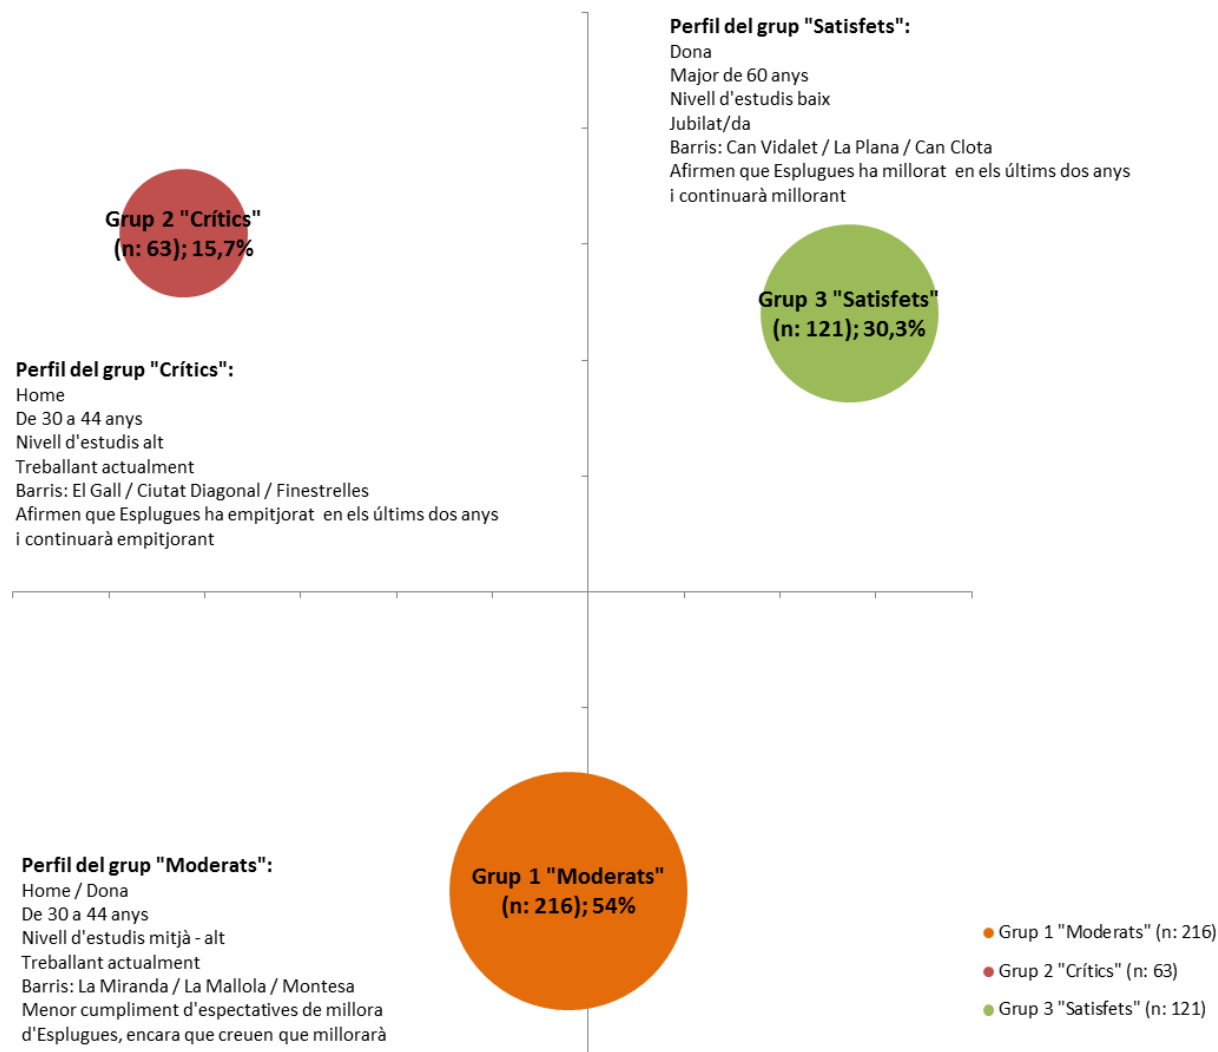 Perfil del grup "Satisfets":
Dona
Major de 60 anys
Nivell d'estudis baix
Jubilat/da
Barris: Can Vidalet / La Plana / Can Clota
Afirmen que Esplugues ha millorat en els últims dos anys
i continuarà millorant
Grup 2 "Crítics"
(n: 63); 15,7%
Grup 3 "Satisfets"
(n: 121); 30,3%
Perfil del grup "Crítics":
Home
De 30 a 44 anys
Nivell d'estudis alt
Treballant actualment
Barris: El Gall / Ciutat Diagonal / Finestrelles
Afirmen que Esplugues ha empitjorat en els últims dos anys
i continuarà empitjorant
Grup 1 "Moderats"
(n: 216); 54%
Perfil del grup "Moderats":
Home / Dona
De 30 a 44 anys
Nivell d'estudis mitjà - alt
Treballant actualment
Barris: La Miranda / La Mallola / Montesa
Menor cumpliment d'espectatives de millora
d'Esplugues, encara que creuen que millorarà
Grup 1 "Moderats" (n: 216)
Grup 2 "Crítics" (n: 63)
Grup 3 "Satisfets" (n: 121)